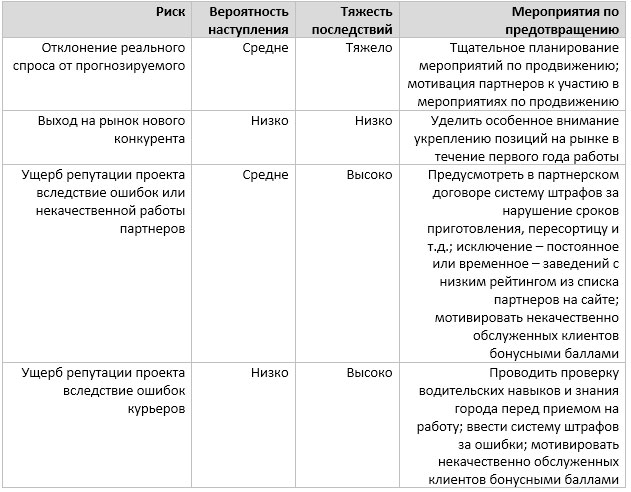 Риск
Вероятность
наступления
Тяжесть
последствий
Мероприятия по
предотвращению
Отклонение реального
спроса от прогнозируемого
Средне
Тяжело
Тщательное планирование
мероприятий по продвижению;
мотивация партнеров к участию в
мероприятиях по продвижению
Выход на рынок нового
конкурента
Низко
Низко
Уделить особенное внимание
укреплению позиций на рынке в
течение первого года работы
Ущерб репутации проекта
вследствие ошибок или
некачественной работы
партнеров
Средне
Высоко
Предусмотреть в партнерском
договоре систему штрафов за
нарушение сроков
приготовления, пересортицу и
т.д.; исключение – постоянное
или временное – заведений с
низким рейтингом из списка
партнеров на сайте;
мотивировать некачественно
обслуженных клиентов
бонусными баллами
Ущерб репутации проекта
вследствие ошибок
курьеров
Низко
Высоко
Проводить проверку
водительских навыков и знания
города перед приемом на
работу; ввести систему штрафов
за ошибки; мотивировать
некачественно обслуженных
клиентов бонусными баллами